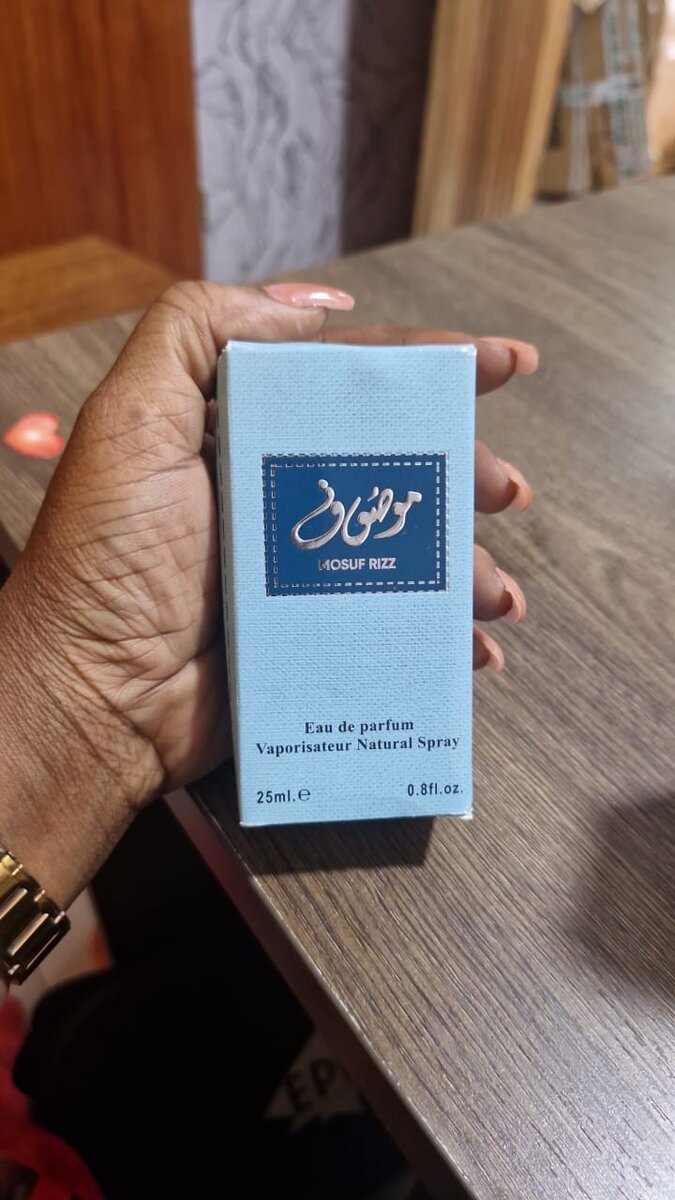 موصوف
MOSUF RIZZ
Eau de parfum
Vaporisateur Natural Spray
25ml.℮
0.8fl.oz.